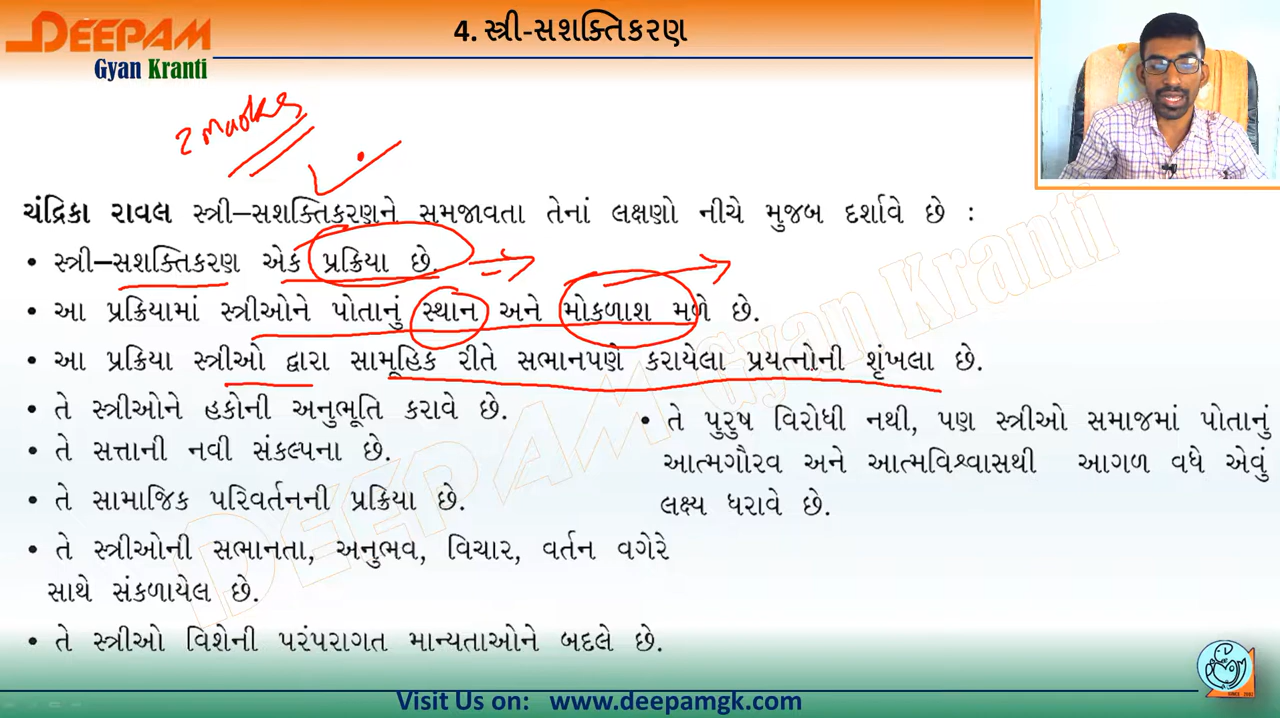 DEEPAM
Gyan Kranti
4. સ્ત્રી-સશક્તિકરણ
2 Marks
ચંદ્રિકા રાવલ સ્ત્રી–સશક્તિકરણને સમજાવતા તેનાં લક્ષણો નીચે મુજબ દર્શાવે છે :
• સ્ત્રી–સશક્તિકરણ એક પ્રક્રિયા છે.
• આ પ્રક્રિયામાં સ્ત્રીઓને પોતાનું સ્થાન અને મોકળાશ મળે છે.
• આ પ્રક્રિયા સ્ત્રીઓ દ્વારા સામૂહિક રીતે સભાનપણે કરાયેલા પ્રયત્નોની શૃંખલા છે.
• તે સ્ત્રીઓને હકોની અનુભૂતિ કરાવે છે.
• તે સત્તાની નવી સંકલ્પના છે.
• તે સામાજિક પરિવર્તનની પ્રક્રિયા છે.
• તે સ્ત્રીઓની સભાનતા, અનુભવ, વિચાર, વર્તન વગેરે
સાથે સંકળાયેલ છે.
• તે સ્ત્રીઓ વિશેની પરંપરાગત માન્યતાઓને બદલે છે.
• તે પુરુષ વિરોધી નથી, પણ સ્ત્રીઓ સમાજમાં પોતાનું
આત્મગૌરવ અને આત્મવિશ્વાસથી આગળ વધે એવું
લક્ષ્ય ધરાવે છે.
DEEPAM Gyan Kranti
Visit Us on: www.deepamgk.com